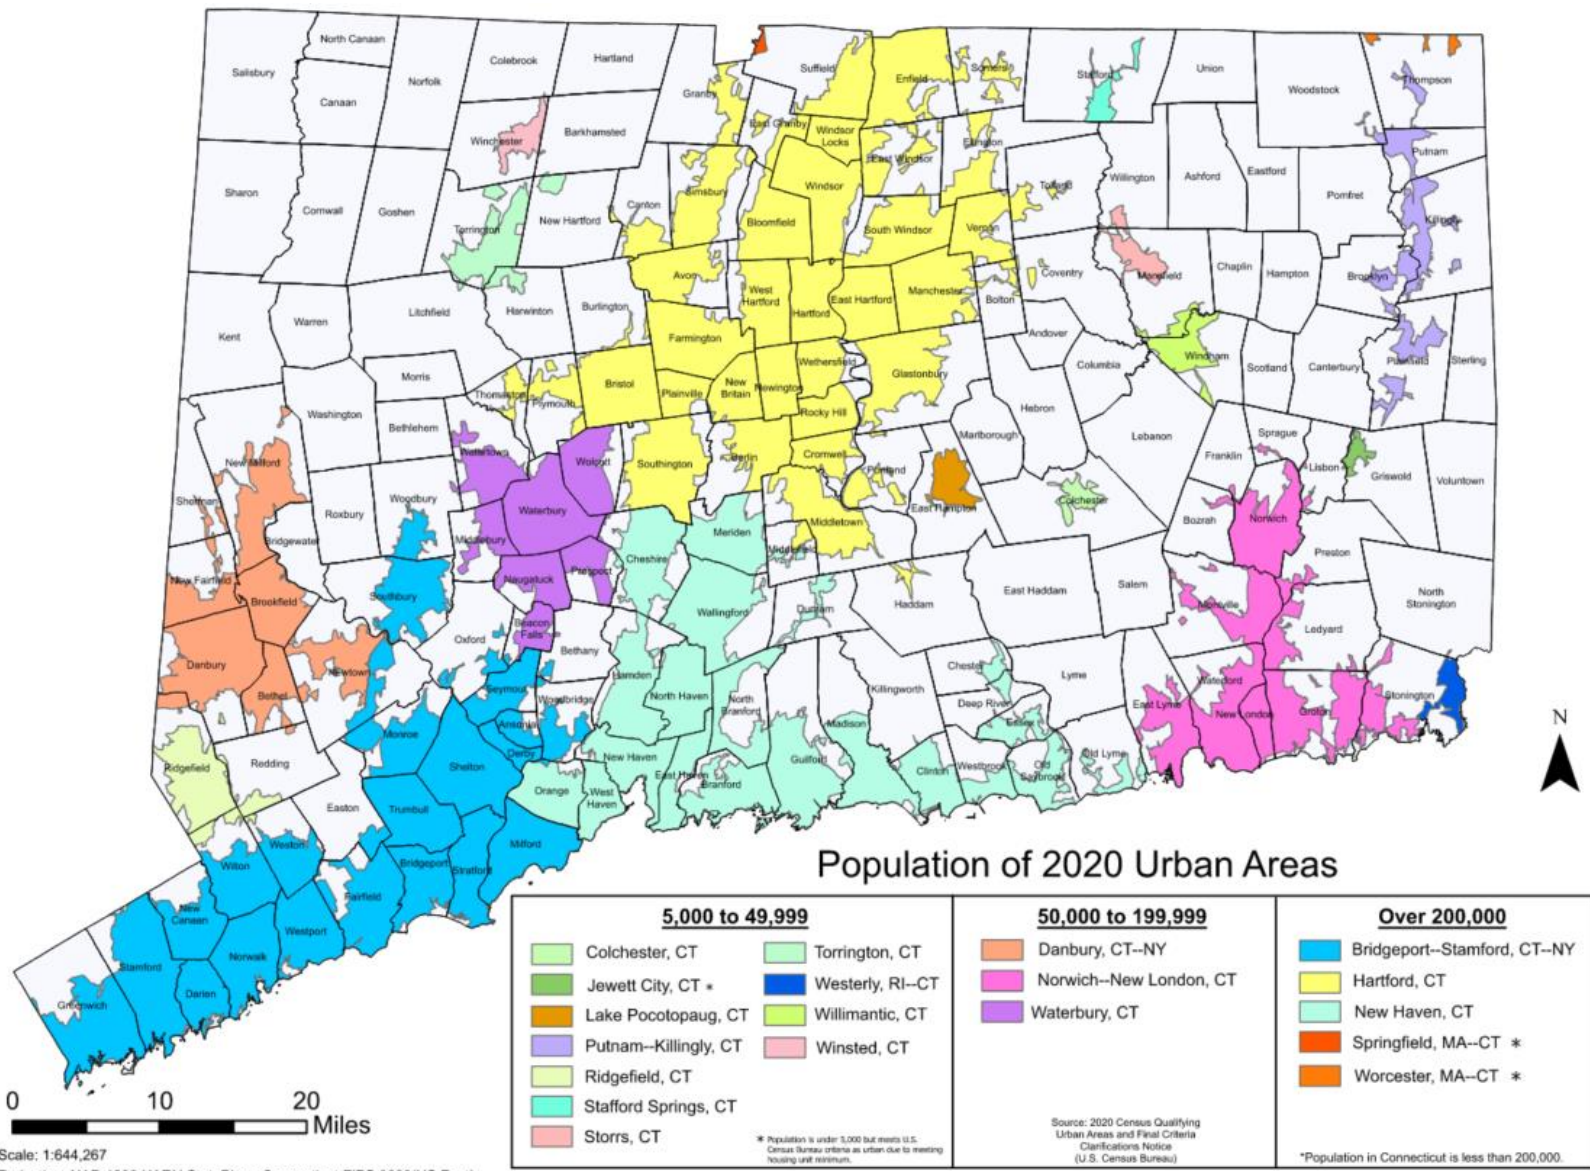 North Canaan
Salisbury
Canaan
Norfolk
Colebrook
Hartland
Granby
Suffield
Enfield
Somers
Stafford
Union
Woodstock
Thompson
Winchester
Barkhamsted
East Granby
Windsor
Locks
East Windsor
Ellington
Putnam
Sharon
Cornwall
Goshen
Torrington
New Hartford
Canton
Simsbury
Bloomfield
Windsor
South Windsor
Vernon
Tolland
Willington
Ashford
Eastford
Pomfret
Killingly
Kent
Warren
Litchfield
Harwinton
Burlington
Avon
West
Hartford
Hartford
East Hartford
Manchester
Bolton
Coventry
Mansfield
Chaplin
Hampton
Brooklyn
Morris
Thomaston
Plymouth
Bristol
Farmington
Plainville
New
Britain
Newington
Wethersfield
Rocky Hill
Glastonbury
Andover
Columbia
Hebron
Windham
Scotland
Canterbury
Plainfield
Sterling
Washington
Bethlehem
Watertown
Wolcott
Southington
Berlin
Cromwell
Portland
Marlborough
Lebanon
Franklin
Sprague
Lisbon
Griswold
Voluntown
New Milford
Sherman
Roxbury
Woodbury
Waterbury
Middlebury
Cheshire
Meriden
Middlefield
Middletown
East Hampton
Colchester
Bozrah
Norwich
Preston
Bridgewater
New Fairfield
Brookfield
Southbury
Naugatuck
Prospect
Wallingford
Durham
Haddam
East Haddam
Salem
Montville
Ledyard
North
Stonington
Danbury
Bethel
Newtown
Oxford
Beacon
Falls
Bethany
Hamden
North Haven
North
Branford
Killingworth
Chester
Deep River
Essex
Lyme
East Lyme
Waterford
New London
Groton
Stonington
Ridgefield
Redding
Monroe
Seymour
Woodbridge
Ansonia
Derby
Shelton
New Haven
East Haven
Branford
Guilford
Madison
Clinton
Westbrook
Old
Saybrook
Old Lyme
Easton
Trumbull
Orange
West
Haven
Weston
Wilton
Bridgeport
Stratford
Milford
Fairfield
New
Canaan
Westport
Norwalk
Stamford
Darien
Greenwich
N
Population of 2020 Urban Areas
5,000 to 49,999
Colchester, CT
Jewett City, CT *
Lake Pocotopaug, CT
Putnam--Killingly, CT
Ridgefield, CT
Stafford Springs, CT
Storrs, CT
Torrington, CT
Westerly, RI--CT
Willimantic, CT
Winsted, CT
* Population is under 5,000 but meets U.S.
Census Bureau criteria as urban due to meeting
housing unit minimum.
50,000 to 199,999
Danbury, CT--NY
Norwich--New London, CT
Waterbury, CT
Source: 2020 Census Qualifying
Urban Areas and Final Criteria
Clarifications Notice
(U.S. Census Bureau)
Over 200,000
Bridgeport--Stamford, CT--NY
Hartford, CT
New Haven, CT
Springfield, MA--CT *
Worcester, MA--CT *
*Population in Connecticut is less than 200,000.
0 10 20
Miles
Scale: 1:644,267